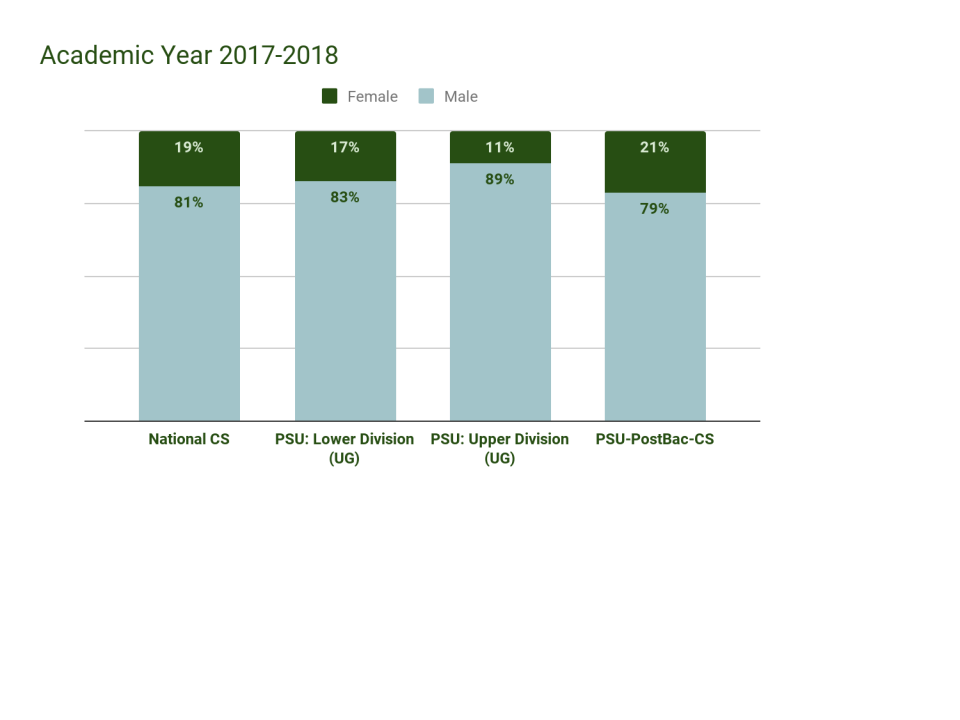 Academic Year 2017-2018
Female Male
19% 17% 11% 21%
81% 83% 89% 79%
National CS PSU: Lower Division PSU: Upper Division PSU-PostBac-CS
(UG) (UG)